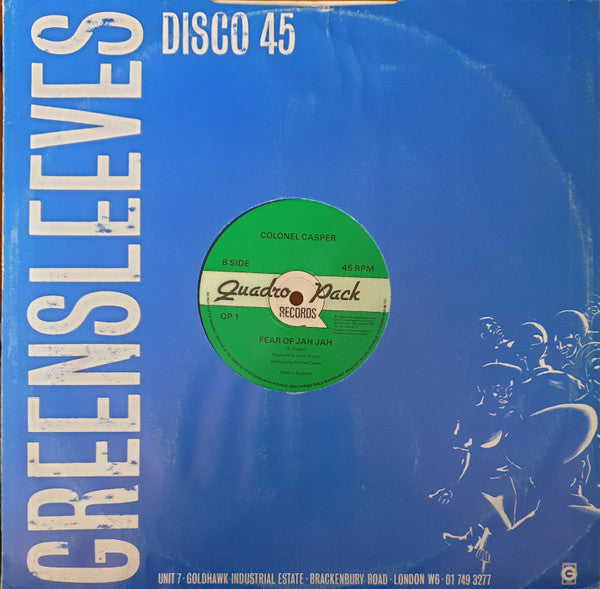 GREENSLEEVES
DISCO 45
COLONEL CASPER
B SIDE
45 RPM
Quadro Pack
RECORDS
QP 1
FEAR OF JAH JAH
Made in England
UNIT 7 · GOLDHAWK INDUSTRIAL ESTATE · BRACKENBURY ROAD · LONDON W6 · 01 749 3277